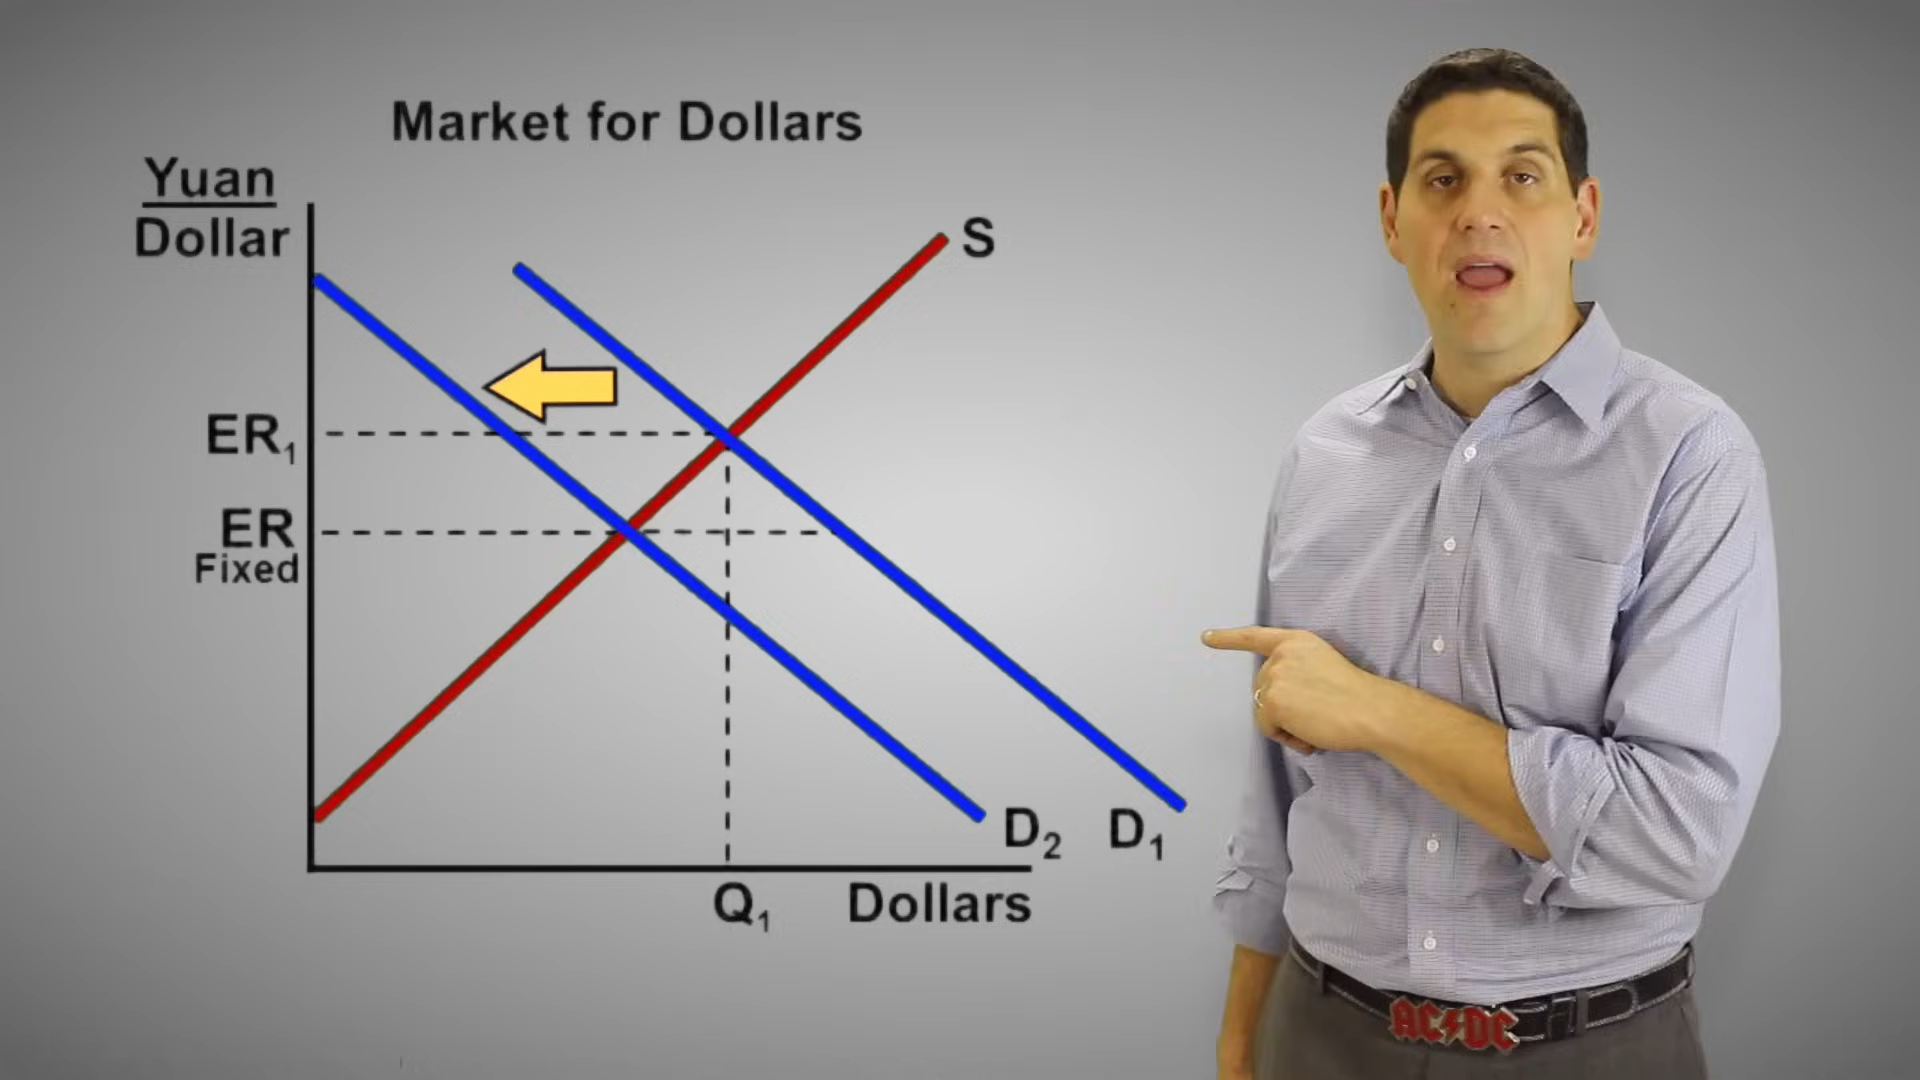 Market for Dollars
Yuan
Dollar
S
ER₁
ER
Fixed
D₂
D₁
Q₁
Dollars
AC⚡DC